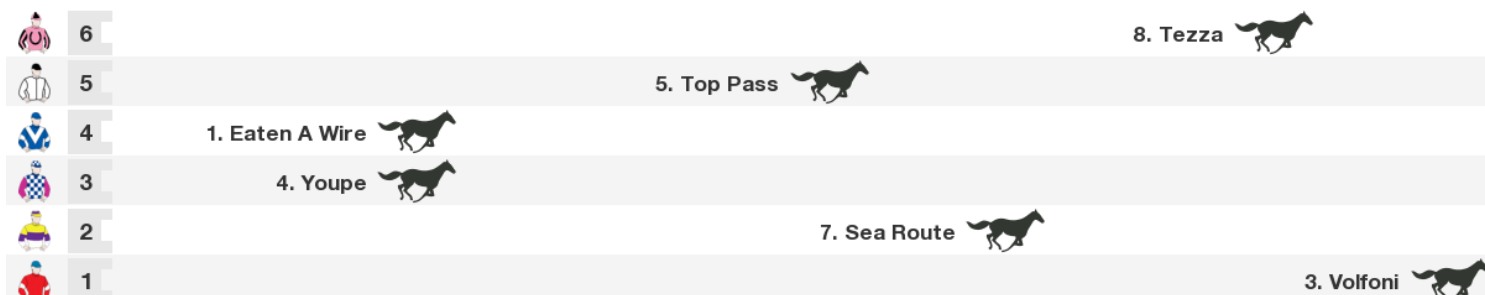 6 8. Tezza
5 5. Top Pass
4 1. Eaten A Wire
3 4. Youpe
2 7. Sea Route
1 3. Volfoni